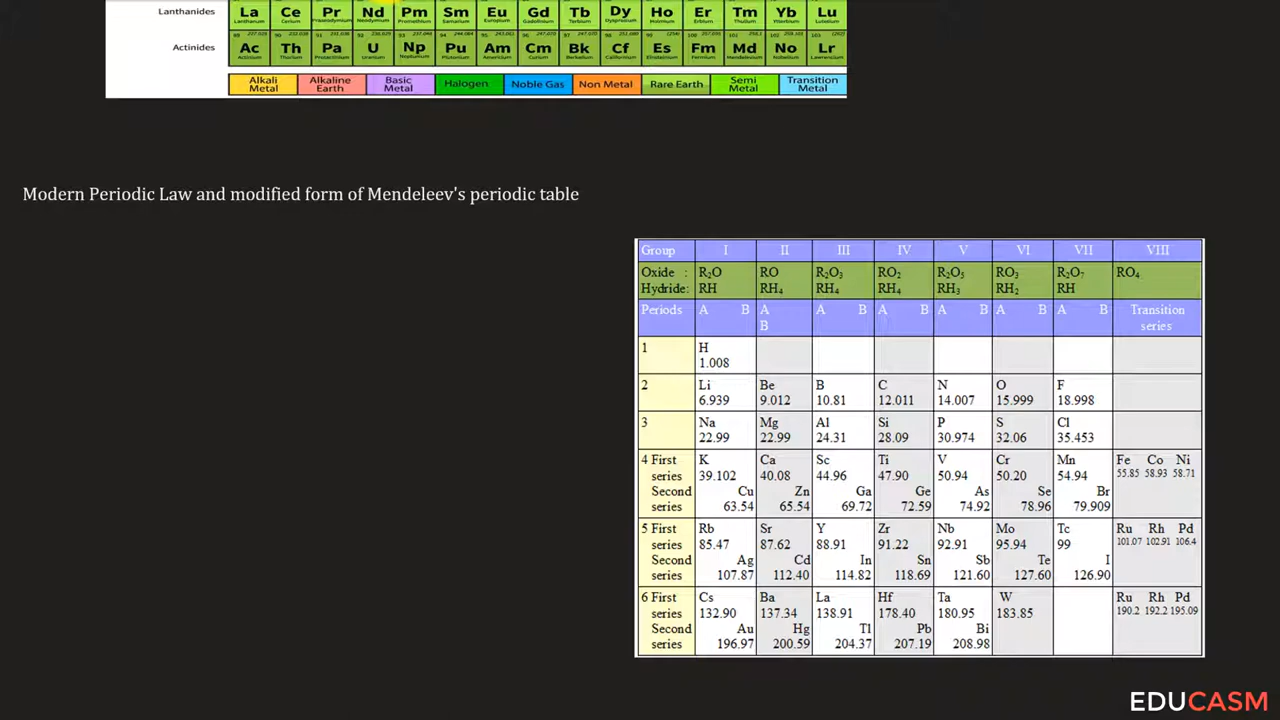 Lanthanides
La Ce Pr Nd Pm Sm Eu Gd Tb Dy Ho Er Tm Yb Lu
Actinides
Ac Th Pa U Np Pu Am Cm Bk Cf Es Fm Md No Lr
Alkali Metal Alkaline Earth Basic Metal Halogen Noble Gas Non Metal Rare Earth Semi Metal Transition Metal
Modern Periodic Law and modified form of Mendeleev's periodic table
Group I II III IV V VI VII VIII
Oxide : R₂O RO R₂O₃ RO₂ R₂O₅ RO₃ R₂O₇ RO₄
Hydride: RH RH₄ RH₄ RH₄ RH₃ RH₂ RH
Periods A B A B A B A B A B A B A B Transition series
1 H
1.008
2 Li Be B C N O F
6.939 9.012 10.81 12.011 14.007 15.999 18.998
3 Na Mg Al Si P S Cl
22.99 22.99 24.31 28.09 30.974 32.06 35.453
4 First K Ca Sc Ti V Cr Mn Fe Co Ni
series 39.102 40.08 44.96 47.90 50.94 50.20 54.94 55.85 58.93 58.71
Second Cu Zn Ga Ge As Se Br
series 63.54 65.54 69.72 72.59 74.92 78.96 79.909
5 First Rb Sr Y Zr Nb Mo Tc Ru Rh Pd
series 85.47 87.62 88.91 91.22 92.91 95.94 99 101.07 102.91 106.4
Second Ag Cd In Sn Sb Te I
series 107.87 112.40 114.82 118.69 121.60 127.60 126.90
6 First Cs Ba La Hf Ta W Ru Rh Pd
series 132.90 137.34 138.91 178.40 180.95 183.85 190.2 192.2 195.09
Second Au Hg Tl Pb Bi
series 196.97 200.59 204.37 207.19 208.98
EDUCASM